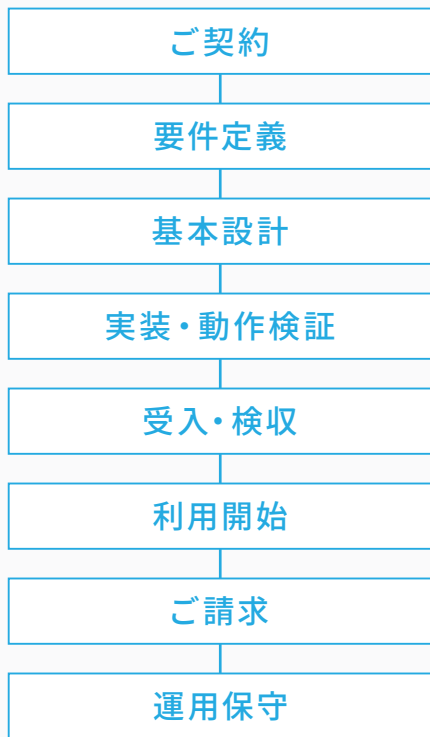 ご契約
要件定義
基本設計
実装・動作検証
受入・検収
利用開始
ご請求
運用保守